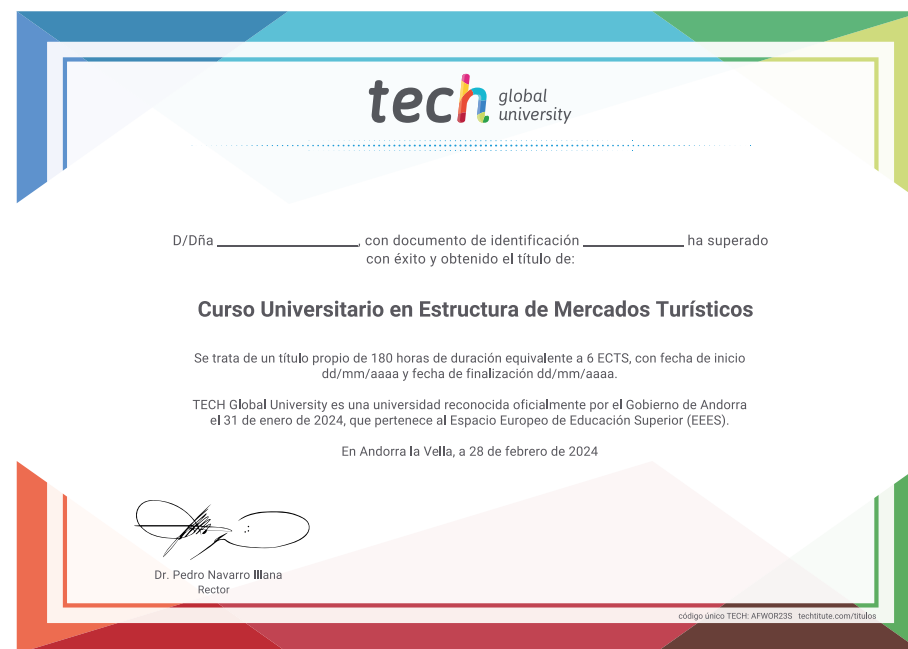 tech global university
D/Dña ____________________, con documento de identificación ______________ ha superado
con éxito y obtenido el título de:
Curso Universitario en Estructura de Mercados Turísticos
Se trata de un título propio de 180 horas de duración equivalente a 6 ECTS, con fecha de inicio
dd/mm/aaaa y fecha de finalización dd/mm/aaaa.
TECH Global University es una universidad reconocida oficialmente por el Gobierno de Andorra
el 31 de enero de 2024, que pertenece al Espacio Europeo de Educación Superior (EEES).
En Andorra la Vella, a 28 de febrero de 2024
Dr. Pedro Navarro Illana
Rector
código único TECH: AFWOR23S techtitute.com/titulos